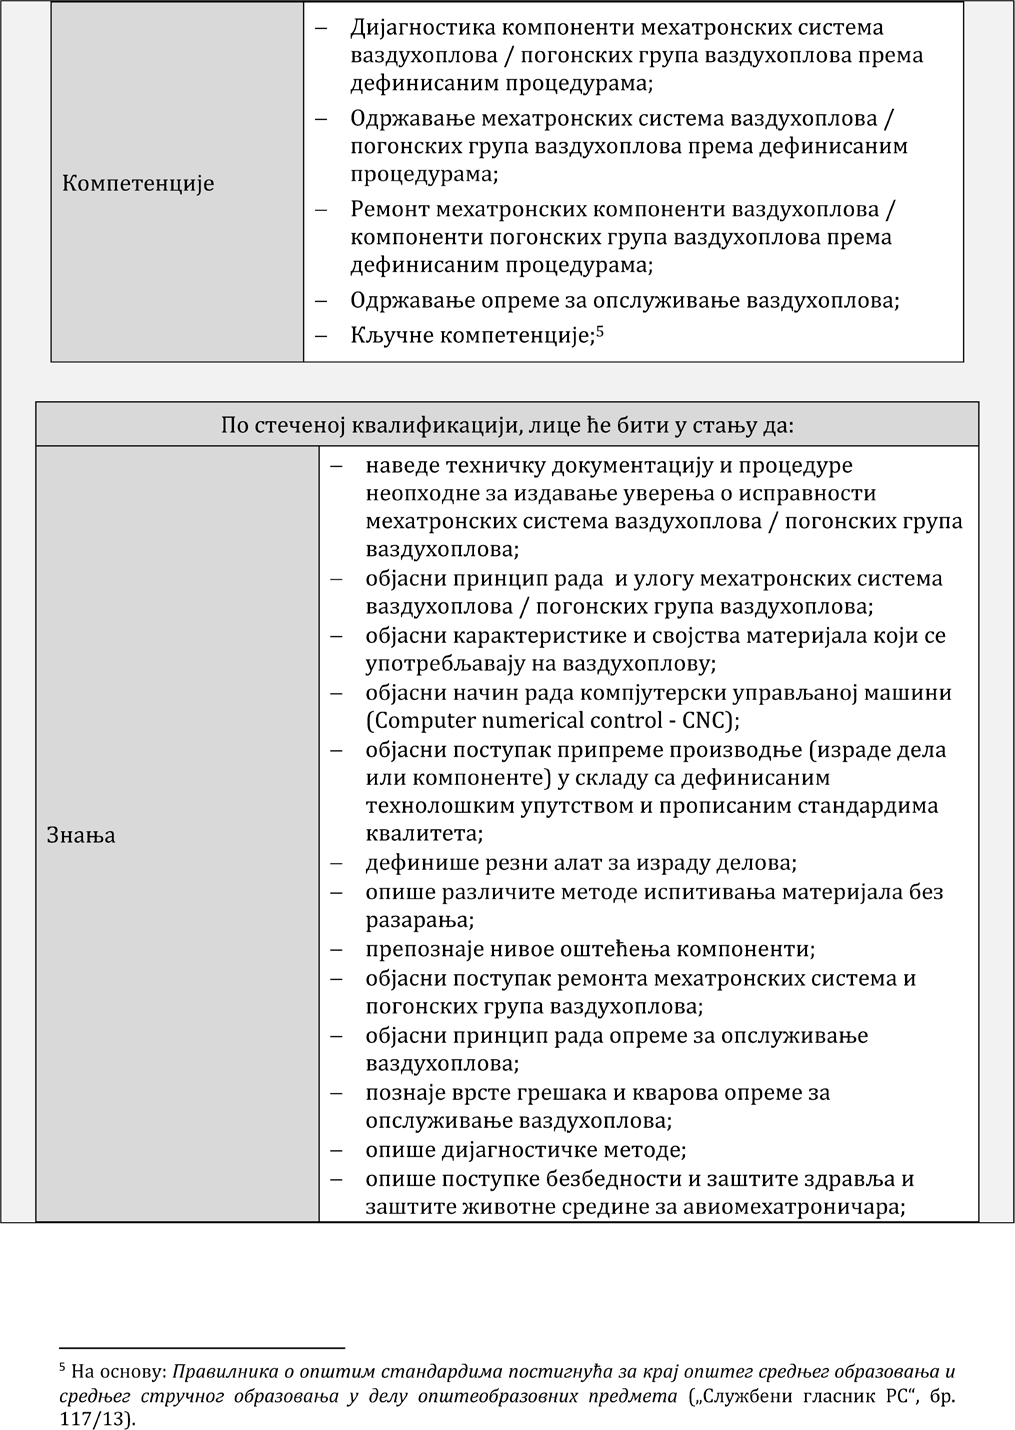 Компетенције
– Дијагностика компоненти мехатронских система
ваздухоплова / погонских група ваздухоплова према
дефинисаним процедурама;
– Одржавање мехатронских система ваздухоплова /
погонских група ваздухоплова према дефинисаним
процедурама;
– Ремонт мехатронских компоненти ваздухоплова /
компоненти погонских група ваздухоплова према
дефинисаним процедурама;
– Одржавање опреме за опслуживање ваздухоплова;
– Кључне компетенције;5
По стеченој квалификацији, лице ће бити у стању да:
Знања
– наведе техничку документацију и процедуре
неопходне за издавање уверења о исправности
мехатронских система ваздухоплова / погонских група
ваздухоплова;
– објасни принцип рада и улогу мехатронских система
ваздухоплова / погонских група ваздухоплова;
– објасни карактеристике и својства материјала који се
употребљавају на ваздухоплову;
– објасни начин рада компјутерски управљаној машини
(Computer numerical control - CNC);
– објасни поступак припреме производње (израде дела
или компоненте) у складу са дефинисаним
технолошким упутством и прописаним стандардима
квалитета;
– дефинише резни алат за израду делова;
– опише различите методе испитивања материјала без
разарања;
– препознаје нивое оштећења компоненти;
– објасни поступак ремонта мехатронских система и
погонских група ваздухоплова;
– објасни принцип рада опреме за опслуживање
ваздухоплова;
– познаје врсте грешака и кварова опреме за
опслуживање ваздухоплова;
– опише дијагностичке методе;
– опише поступке безбедности и заштите здравља и
заштите животне средине за авиомехатроничара;
5 На основу: Правилника о општим стандардима постигнућа за крај општег средњег образовања и
средњег стручног образовања у делу општеобразовних предмета („Службени гласник РС“, бр.
117/13).